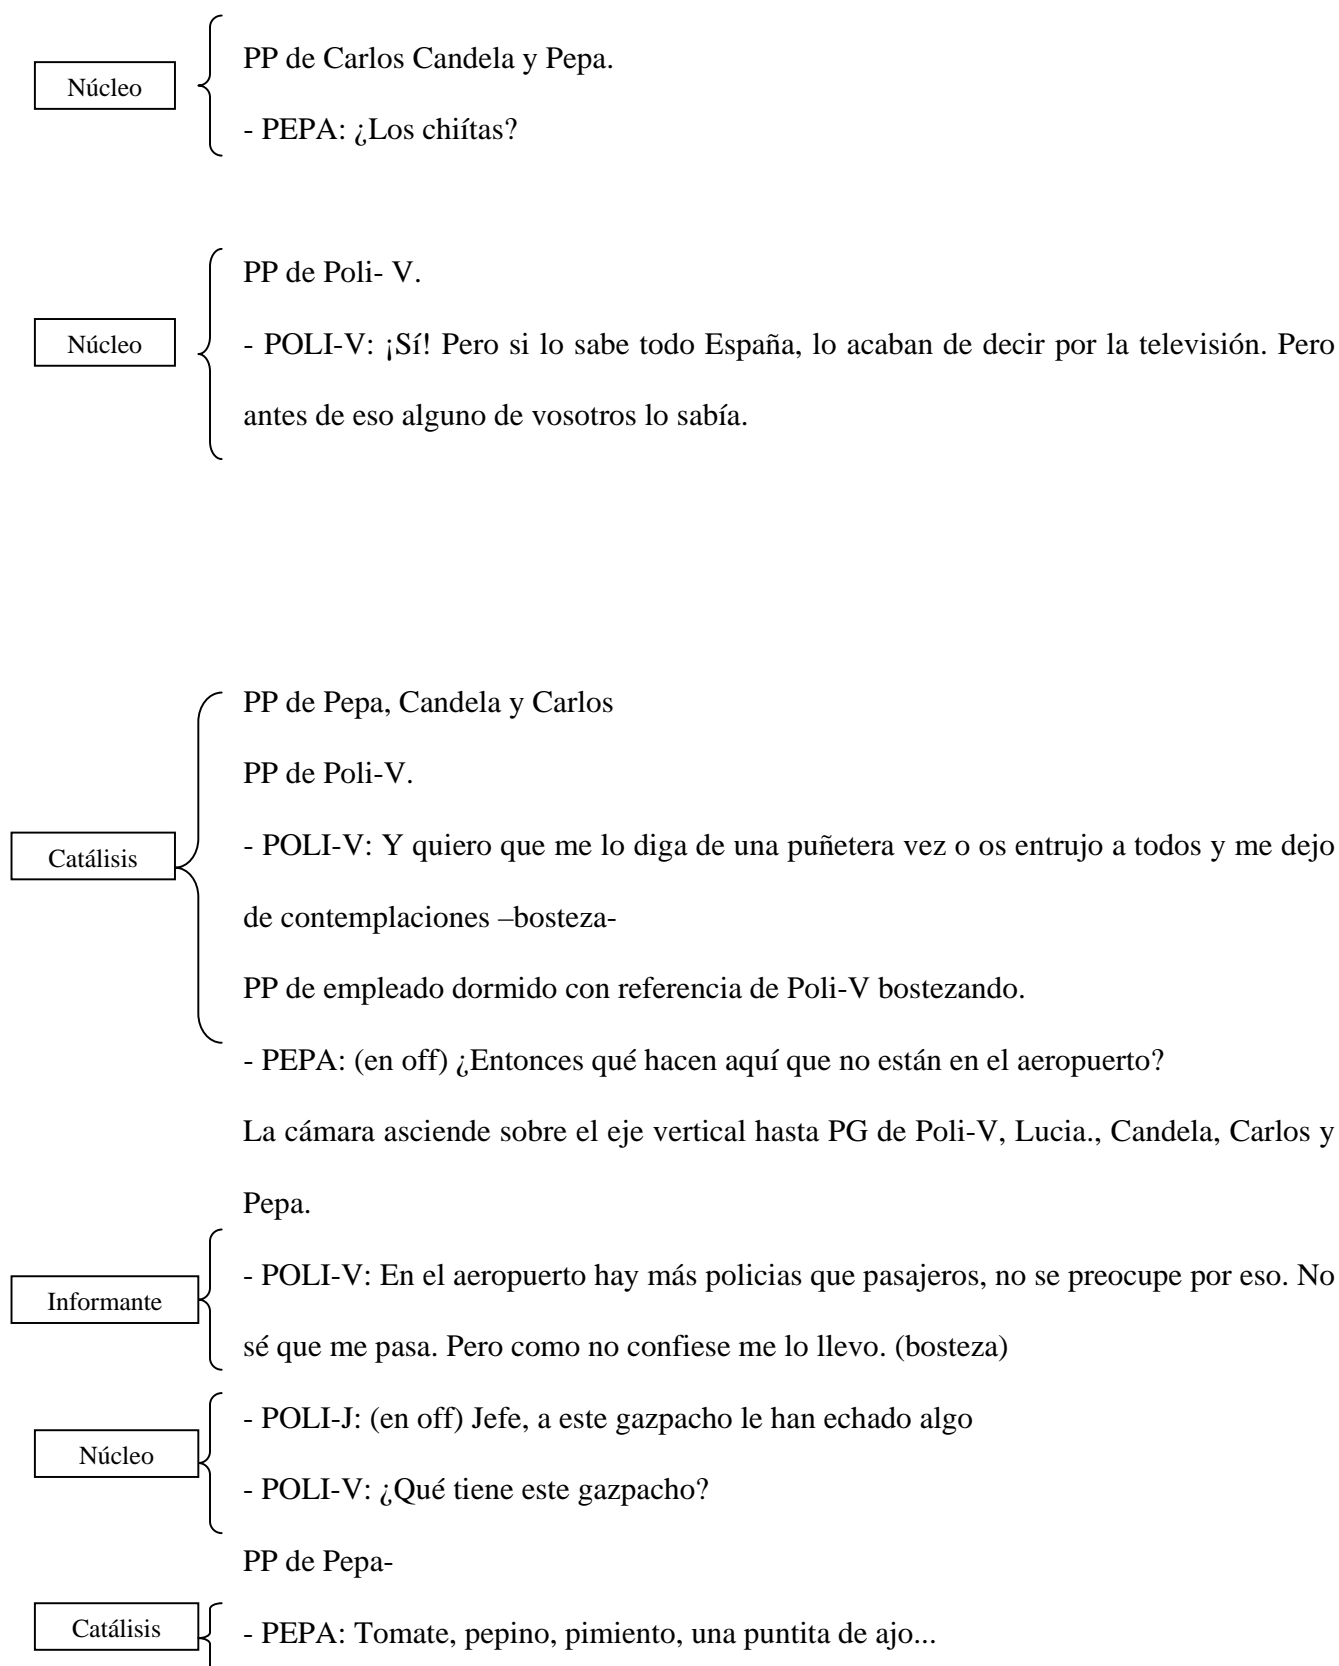 PP de Carlos Candela y Pepa.
Núcleo
- PEPA: ¿Los chiítas?
PP de Poli- V.
Núcleo
- POLI-V: ¡Sí! Pero si lo sabe todo España, lo acaban de decir por la televisión. Pero
antes de eso alguno de vosotros lo sabía.
PP de Pepa, Candela y Carlos
PP de Poli-V.
Catálisis
- POLI-V: Y quiero que me lo diga de una puñetera vez o os entrujo a todos y me dejo
de contemplaciones –bosteza-
PP de empleado dormido con referencia de Poli-V bostezando.
- PEPA: (en off) ¿Entonces qué hacen aquí que no están en el aeropuerto?
La cámara asciende sobre el eje vertical hasta PG de Poli-V, Lucia., Candela, Carlos y
Pepa.
Informante
- POLI-V: En el aeropuerto hay más policias que pasajeros, no se preocupe por eso. No
sé que me pasa. Pero como no confiese me lo llevo. (bosteza)
Núcleo
- POLI-J: (en off) Jefe, a este gazpacho le han echado algo
- POLI-V: ¿Qué tiene este gazpacho?
PP de Pepa-
Catálisis
- PEPA: Tomate, pepino, pimiento, una puntita de ajo...